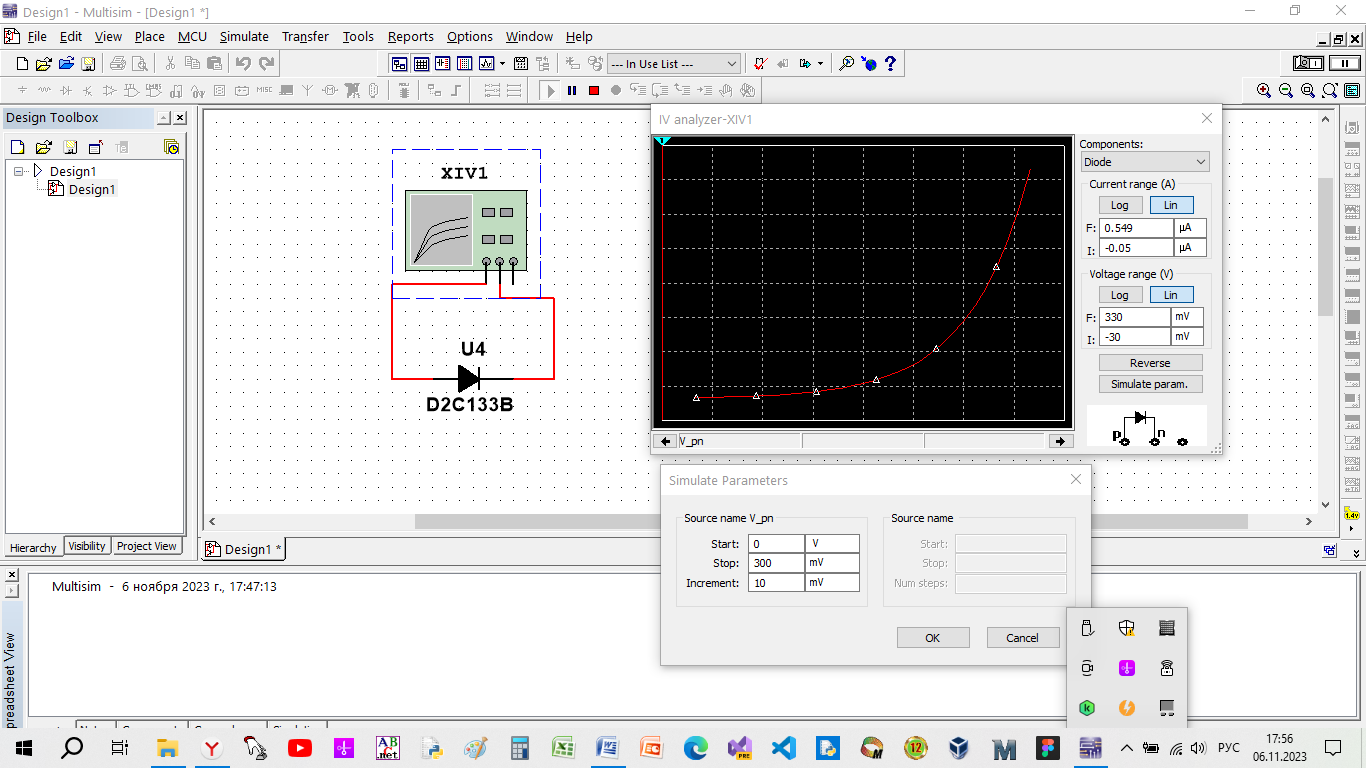 Design1 - Multisim - [Design1 *]
File Edit View Place MCU Simulate Transfer Tools Reports Options Window Help
--- In Use List ---
Design Toolbox
Design1
Design1
Hierarchy Visibility Project View
XIV1
U4
D2C133B
Design1 *
IV analyzer-XIV1
Components:
Diode
Current range (A)
Log Lin
F: 0.549 µA
I: -0.05 µA
Voltage range (V)
Log Lin
F: 330 mV
I: -30 mV
Reverse
Simulate param.
p n
V_pn
Simulate Parameters
Source name V_pn
Start: 0 V
Stop: 300 mV
Increment: 10 mV
Source name
Start:
Stop:
Num steps:
OK Cancel
Multisim - 6 ноября 2023 г., 17:47:13
РУС
17:56
06.11.2023